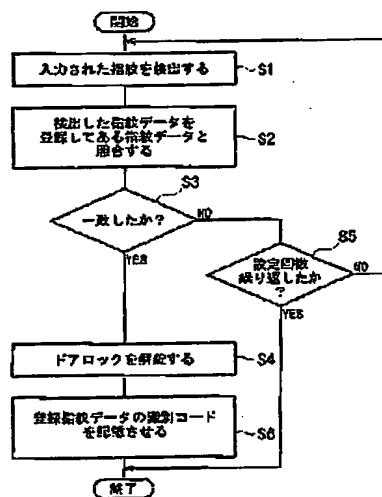 開始
入力された指紋を検出する
S1
検出した指紋データを
登録してある指紋データと
照合する
S2
S3
一致したか?
NO
YES
S5
設定回数
繰り返したか
?
NO
YES
ドアロックを解錠する
S4
登録指紋データの識別コード
を記憶させる
S6
終了